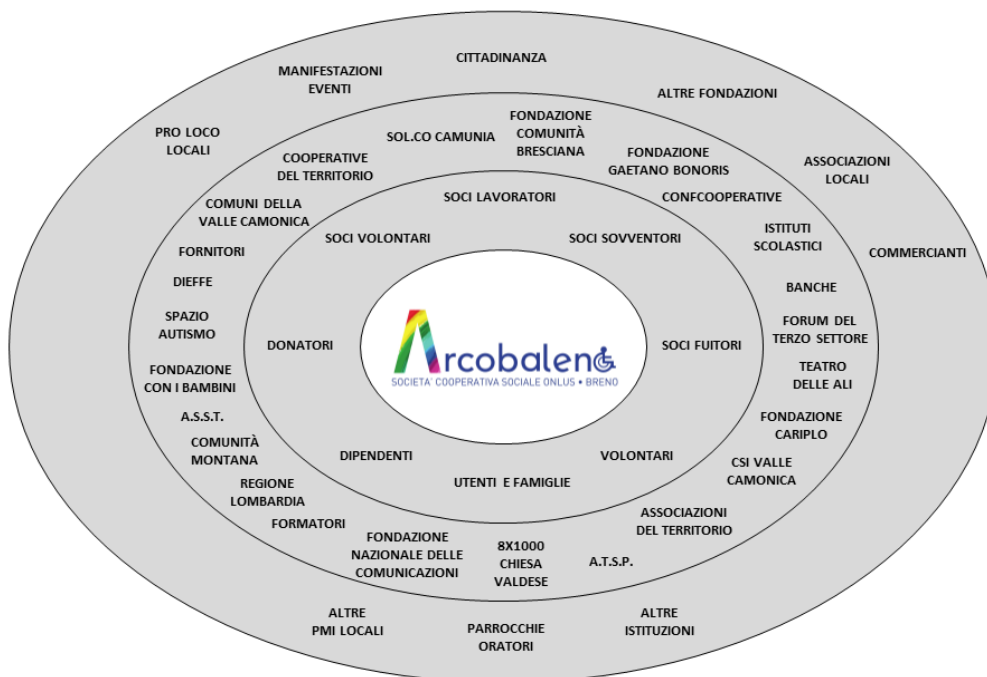 CITTADINANZA
MANIFESTAZIONI
EVENTI
ALTRE FONDAZIONI
PRO LOCO
LOCALI
ASSOCIAZIONI
LOCALI
COMMERCIANTI
SOL.CO CAMUNIA
FONDAZIONE
COMUNITÀ
BRESCIANA
COOPERATIVE
DEL TERRITORIO
FONDAZIONE
GAETANO BONORIS
CONFCOOPERATIVE
COMUNI DELLA
VALLE CAMONICA
ISTITUTI
SCOLASTICI
FORNITORI
DIEFFE
BANCHE
SPAZIO
AUTISMO
FORUM DEL
TERZO SETTORE
FONDAZIONE
CON I BAMBINI
TEATRO
DELLE ALI
A.S.S.T.
FONDAZIONE
CARIPLO
COMUNITÀ
MONTANA
CSI VALLE
CAMONICA
REGIONE
LOMBARDIA
FORMATORI
ASSOCIAZIONI
DEL TERRITORIO
FONDAZIONE
NAZIONALE DELLE
COMUNICAZIONI
8X1000
CHIESA
VALDESE
A.T.S.P.
SOCI LAVORATORI
SOCI VOLONTARI
SOCI SOVVENTORI
DONATORI
SOCI FUITORI
DIPENDENTI
VOLONTARI
UTENTI E FAMIGLIE
Arcobaleno
SOCIETA' COOPERATIVA SOCIALE ONLUS • BRENO
ALTRE
PMI LOCALI
PARROCCHIE
ORATORI
ALTRE
ISTITUZIONI